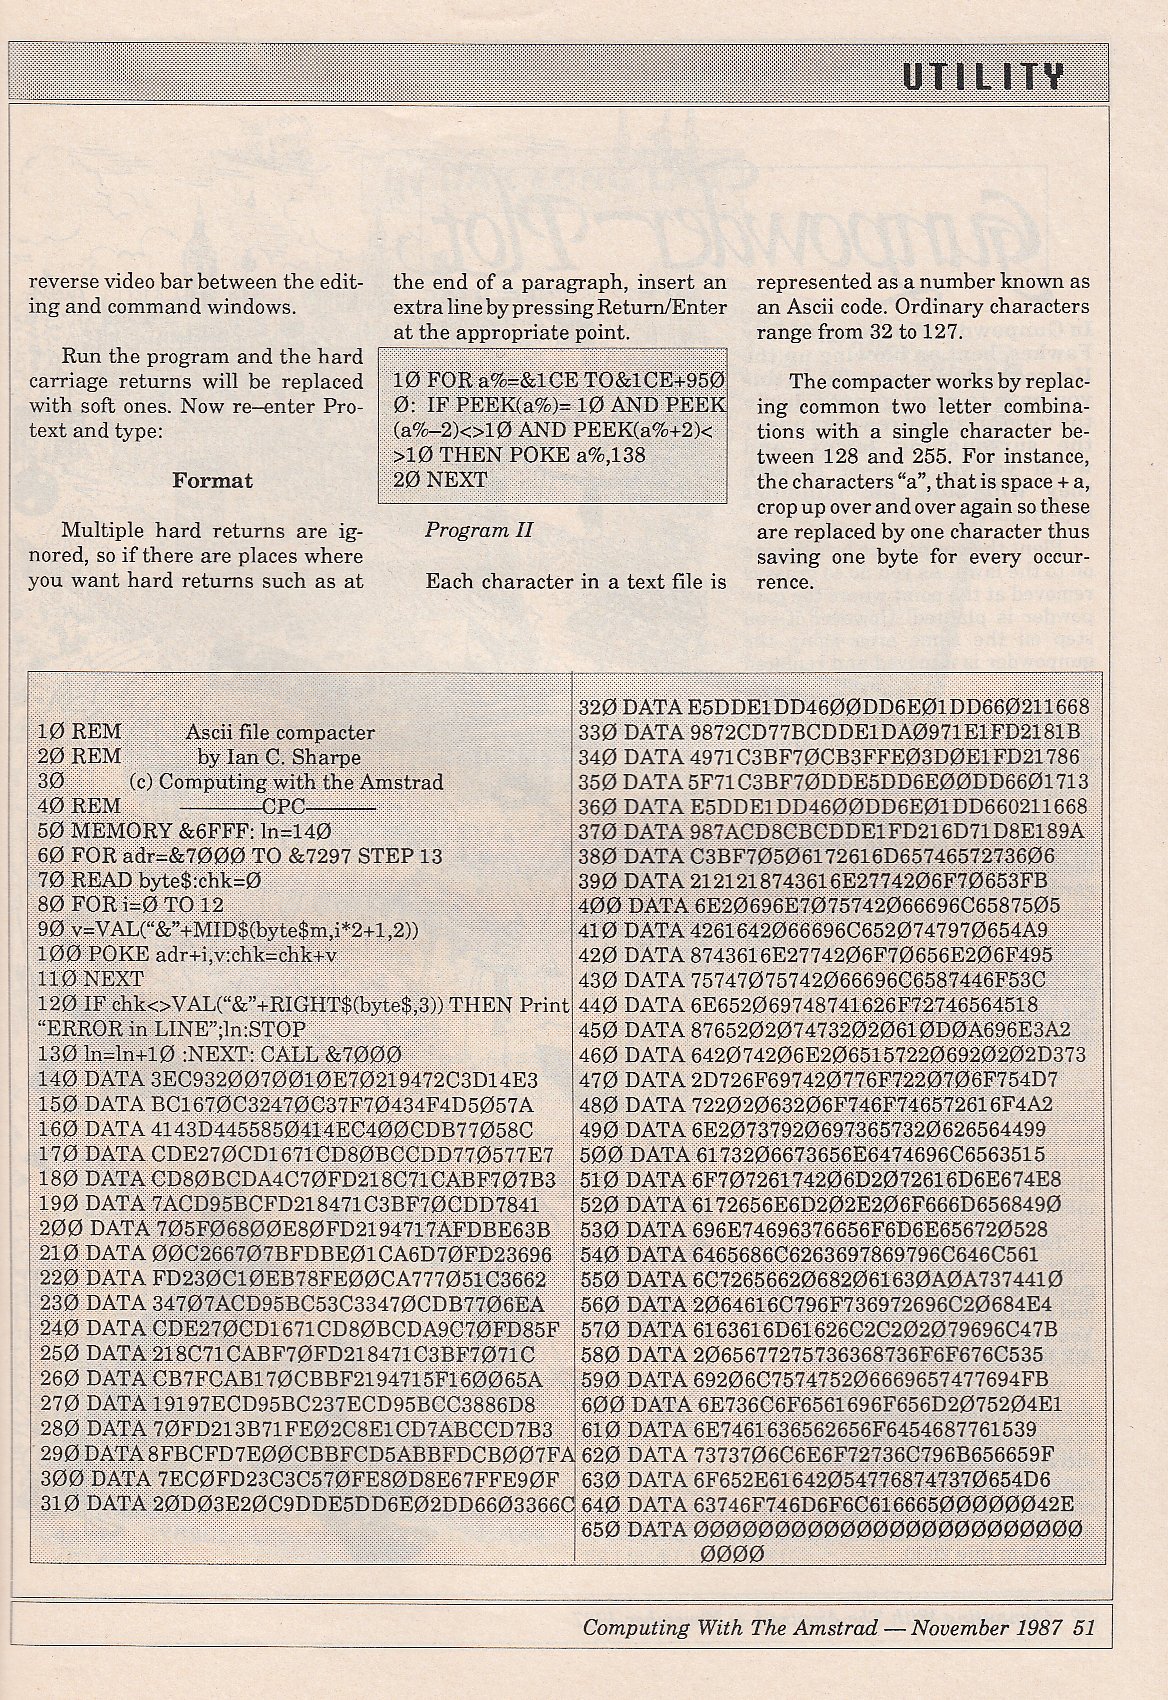 UTILITY
reverse video bar between the edit-
ing and command windows.
Run the program and the hard
carriage returns will be replaced
with soft ones. Now re–enter Pro-
text and type:
Format
Multiple hard returns are ig-
nored, so if there are places where
you want hard returns such as at
the end of a paragraph, insert an
extra line by pressing Return/Enter
at the appropriate point.
1Ø FOR a%=&1CE TO&1CE+95Ø
Ø: IF PEEK(a%)= 1Ø AND PEEK
(a%–2)<>1Ø AND PEEK(a%+2)<
>1Ø THEN POKE a%,138
2Ø NEXT
Program II
Each character in a text file is
represented as a number known as
an Ascii code. Ordinary characters
range from 32 to 127.
The compacter works by replac-
ing common two letter combina-
tions with a single character be-
tween 128 and 255. For instance,
the characters “a”, that is space + a,
crop up over and over again so these
are replaced by one character thus
saving one byte for every occur-
rence.
1Ø REM Ascii file compacter
2Ø REM by Ian C. Sharpe
3Ø (c) Computing with the Amstrad
4Ø REM ————CPC————
5Ø MEMORY &6FFF: ln=14Ø
6Ø FOR adr=&7ØØØ TO &7297 STEP 13
7Ø READ byte$:chk=Ø
8Ø FOR i=Ø TO 12
9Ø v=VAL(“&”+MID$(byte$m,i*2+1,2))
1ØØ POKE adr+i,v:chk=chk+v
11Ø NEXT
12Ø IF chk<>VAL(“&”+RIGHT$(byte$,3)) THEN Print
“ERROR in LINE”;ln:STOP
13Ø ln=ln+1Ø :NEXT: CALL &7ØØØ
14Ø DATA 3EC932ØØ7ØØ1ØE7Ø219472C3D14E3
15Ø DATA BC167ØC3247ØC37F7Ø434F4D5Ø57A
16Ø DATA 4143D445585Ø414EC4ØØCDB77Ø58C
17Ø DATA CDE27ØCD1671CD8ØBCCDD77Ø577E7
18Ø DATA CD8ØBCDA4C7ØFD218C71CABF7Ø7B3
19Ø DATA 7ACD95BCFD218471C3BF7ØCDD7841
2ØØ DATA 7Ø5FØ68ØØE8ØFD2194717AFDBE63B
21Ø DATA ØØC2667Ø7BFDBEØ1CA6D7ØFD23696
22Ø DATA FD23ØC1ØEB78FEØØCA777Ø51C3662
23Ø DATA 347Ø7ACD95BC53C3347ØCDB77Ø6EA
24Ø DATA CDE27ØCD1671CD8ØBCDA9C7ØFD85F
25Ø DATA 218C71CABF7ØFD218471C3BF7Ø71C
26Ø DATA CB7FCAB17ØCBBF2194715F16ØØ65A
27Ø DATA 19197ECD95BC237ECD95BCC3886D8
28Ø DATA 7ØFD213B71FEØ2C8E1CD7ABCCD7B3
29Ø DATA 8FBCFD7EØØCBBFCD5ABBFDCBØØ7FA
3ØØ DATA 7ECØFD23C3C57ØFE8ØD8E67FFE9ØF
31Ø DATA 2ØDØ3E2ØC9DDE5DD6EØ2DD66Ø3366C
32Ø DATA E5DDE1DD46ØØDD6EØ1DD66Ø211668
33Ø DATA 9872CD77BCDDE1DAØ971E1FD2181B
34Ø DATA 4971C3BF7ØCB3FFEØ3DØE1FD21786
35Ø DATA 5F71C3BF7ØDDE5DD6EØØDD66Ø1713
36Ø DATA E5DDE1DD46ØØDD6EØ1DD66Ø211668
37Ø DATA 987ACD8CBCDDE1FD216D71D8E189A
38Ø DATA C3BF7Ø5Ø6172616D65746572736Ø6
39Ø DATA 2121218743616E27742Ø6F7Ø653FB
4ØØ DATA 6E2Ø696E7Ø75742Ø66696C65875Ø5
41Ø DATA 4261642Ø66696C652Ø74797Ø654A9
42Ø DATA 8743616E27742Ø6F7Ø656E2Ø6F495
43Ø DATA 75747Ø75742Ø66696C6587446F53C
44Ø DATA 6E652Ø69748741626F72746564518
45Ø DATA 87652Ø2Ø74732Ø2Ø61ØDØA696E3A2
46Ø DATA 642Ø742Ø6E2Ø6515722Ø692Ø2Ø2D373
47Ø DATA 2D726F69742Ø776F722Ø7Ø6F754D7
48Ø DATA 722Ø2Ø632Ø6F746F746572616F4A2
49Ø DATA 6E2Ø73792Ø697365732Ø626564499
5ØØ DATA 61732Ø6673656E6474696C6563515
51Ø DATA 6F7Ø7261742Ø6D2Ø72616D6E674E8
52Ø DATA 6172656E6D2Ø2E2Ø6F666D656849Ø
53Ø DATA 696E74696376656F6D6E65672Ø528
54Ø DATA 6465686C6263697869796C646C561
55Ø DATA 6C7265662Ø682Ø6163ØAØA737441Ø
56Ø DATA 2Ø64616C796F736972696C2Ø684E4
57Ø DATA 6163616D61626C2C2Ø2Ø79696C47B
58Ø DATA 2Ø656772757363687​36F6F676C535
59Ø DATA 692Ø6C7574752Ø6669657477694FB
6ØØ DATA 6E736C6F6561696F656D2Ø752Ø4E1
61Ø DATA 6E7461636562656F6454687761539
62Ø DATA 73737Ø6C6E6F72736C796B656659F
63Ø DATA 6F652E61642Ø547768747​37Ø654D6
64Ø DATA 63746F746D6F6C616665ØØØØØØ42E
65Ø DATA ØØØØØØØØØØØØØØØØØØØØØØØØØ
ØØØØ
Computing With The Amstrad — November 1987 51